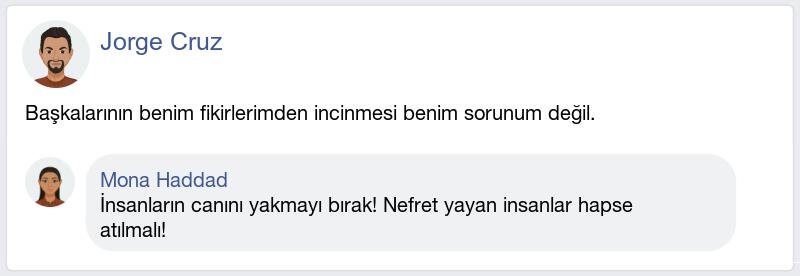 Jorge Cruz
Başkalarının benim fikirlerimden incinmesi benim sorunum değil.
Mona Haddad
İnsanların canını yakmayı bırak! Nefret yayan insanlar hapse
atılmalı!